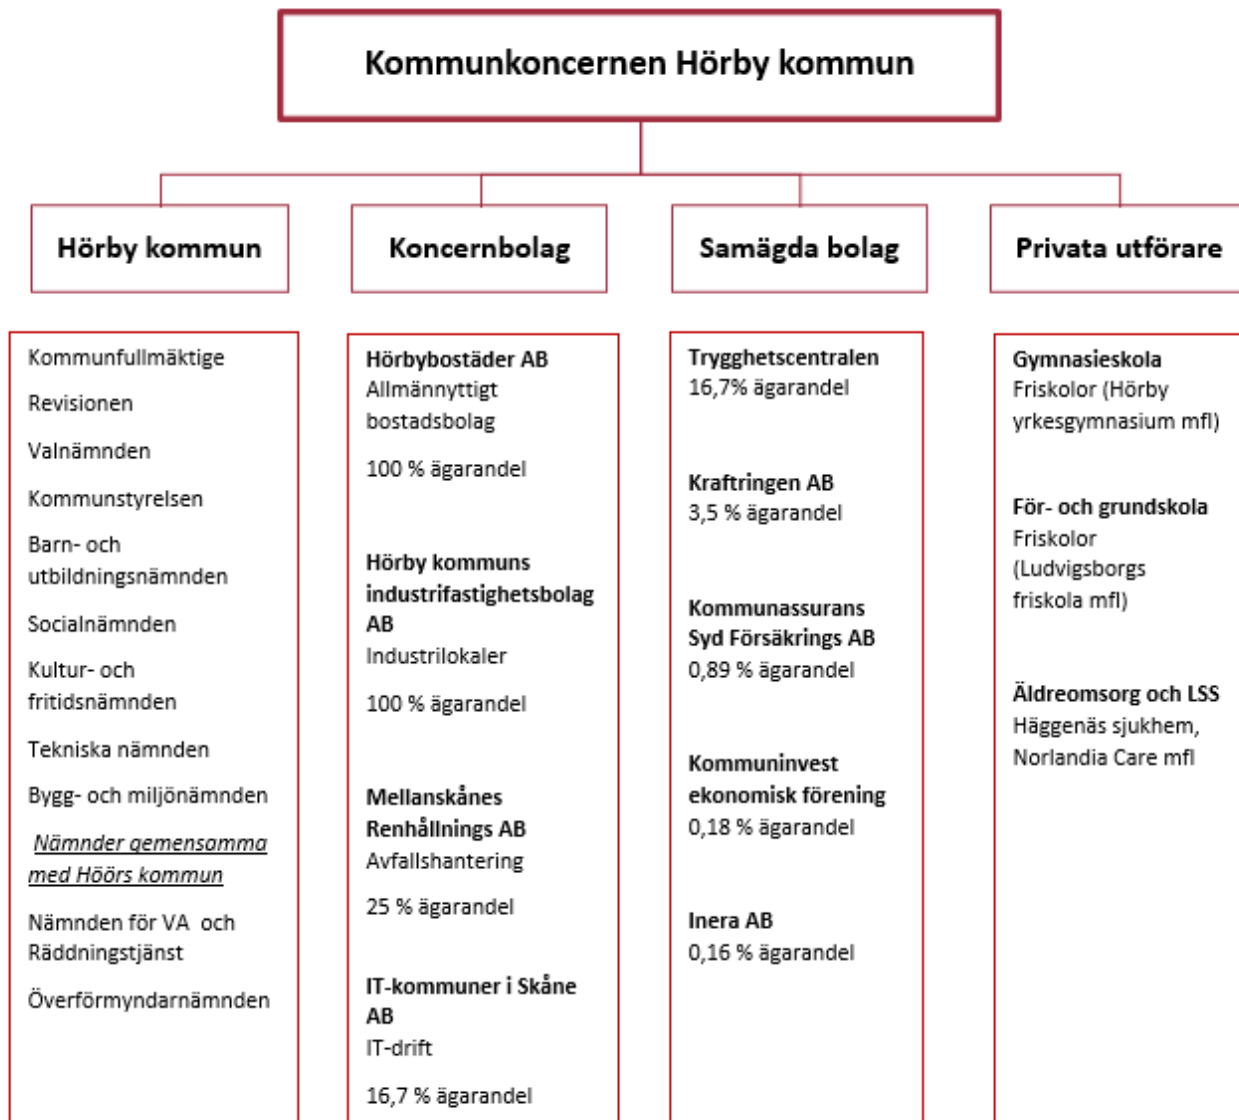 Kommunkoncernen Hörby kommun
Hörby kommun
Kommunfullmäktige
Revisionen
Valnämnden
Kommunstyrelsen
Barn- och
utbildningsnämnden
Socialnämnden
Kultur- och
fritidsnämnden
Tekniska nämnden
Bygg- och miljönämnden
Nämnder gemensamma
med Höörs kommun
Nämnden för VA och
Räddningstjänst
Överförmyndarnämnden
Koncernbolag
Hörbybostäder AB
Allmännyttigt
bostadsbolag
100 % ägarandel
Hörby kommuns
industrifastighetsbolag
AB
Industrilokaler
100 % ägarandel
Mellanskånes
Renhållnings AB
Avfallshantering
25 % ägarandel
IT-kommuner i Skåne
AB
IT-drift
16,7 % ägarandel
Samägda bolag
Trygghetscentralen
16,7% ägarandel
Kraftringen AB
3,5 % ägarandel
Kommunassurans
Syd Försäkrings AB
0,89 % ägarandel
Kommuninvest
ekonomisk förening
0,18 % ägarandel
Inera AB
0,16 % ägarandel
Privata utförare
Gymnasieskola
Friskolor (Hörby
yrkesgymnasium mfl)
För- och grundskola
Friskolor
(Ludvigsborgs
friskola mfl)
Äldreomsorg och LSS
Häggenäs sjukhem,
Norlandia Care mfl